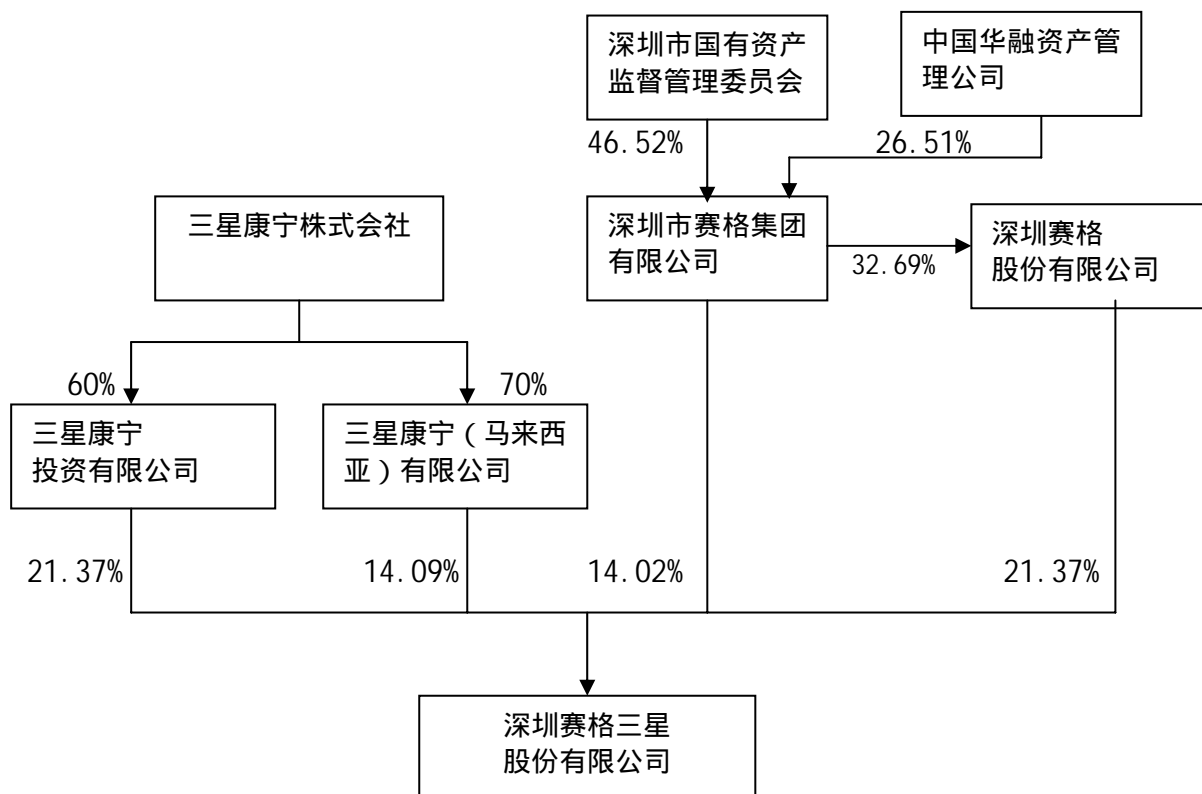 深圳市国有资产
监督管理委员会
中国华融资产管
理公司
46.52%
26.51%
三星康宁株式会社
深圳市赛格集团
有限公司
32.69%
深圳赛格
股份有限公司
60%
70%
三星康宁
投资有限公司
三星康宁（马来西
亚）有限公司
21.37%
14.09%
14.02%
21.37%
深圳赛格三星
股份有限公司